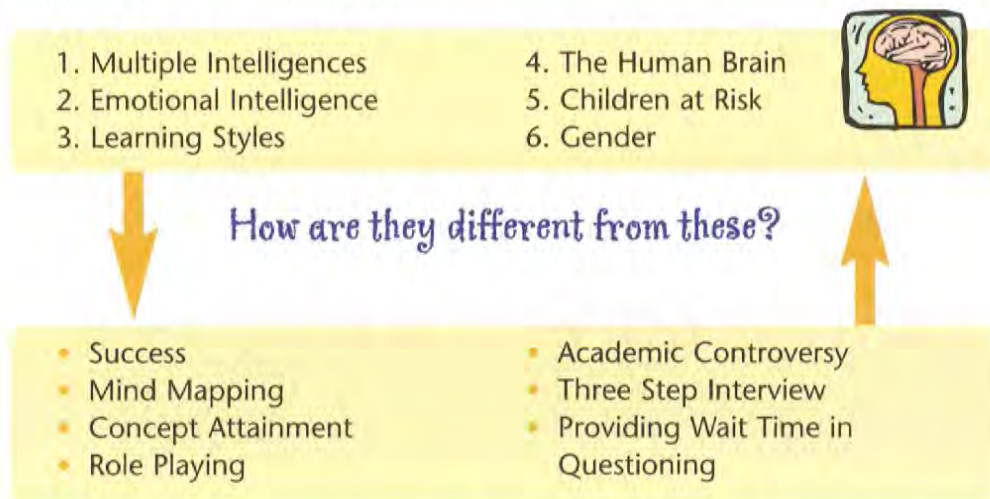 1. Multiple Intelligences
2. Emotional Intelligence
3. Learning Styles
4. The Human Brain
5. Children at Risk
6. Gender
How are they different from these?
• Success
• Mind Mapping
• Concept Attainment
• Role Playing
• Academic Controversy
• Three Step Interview
• Providing Wait Time in
Questioning